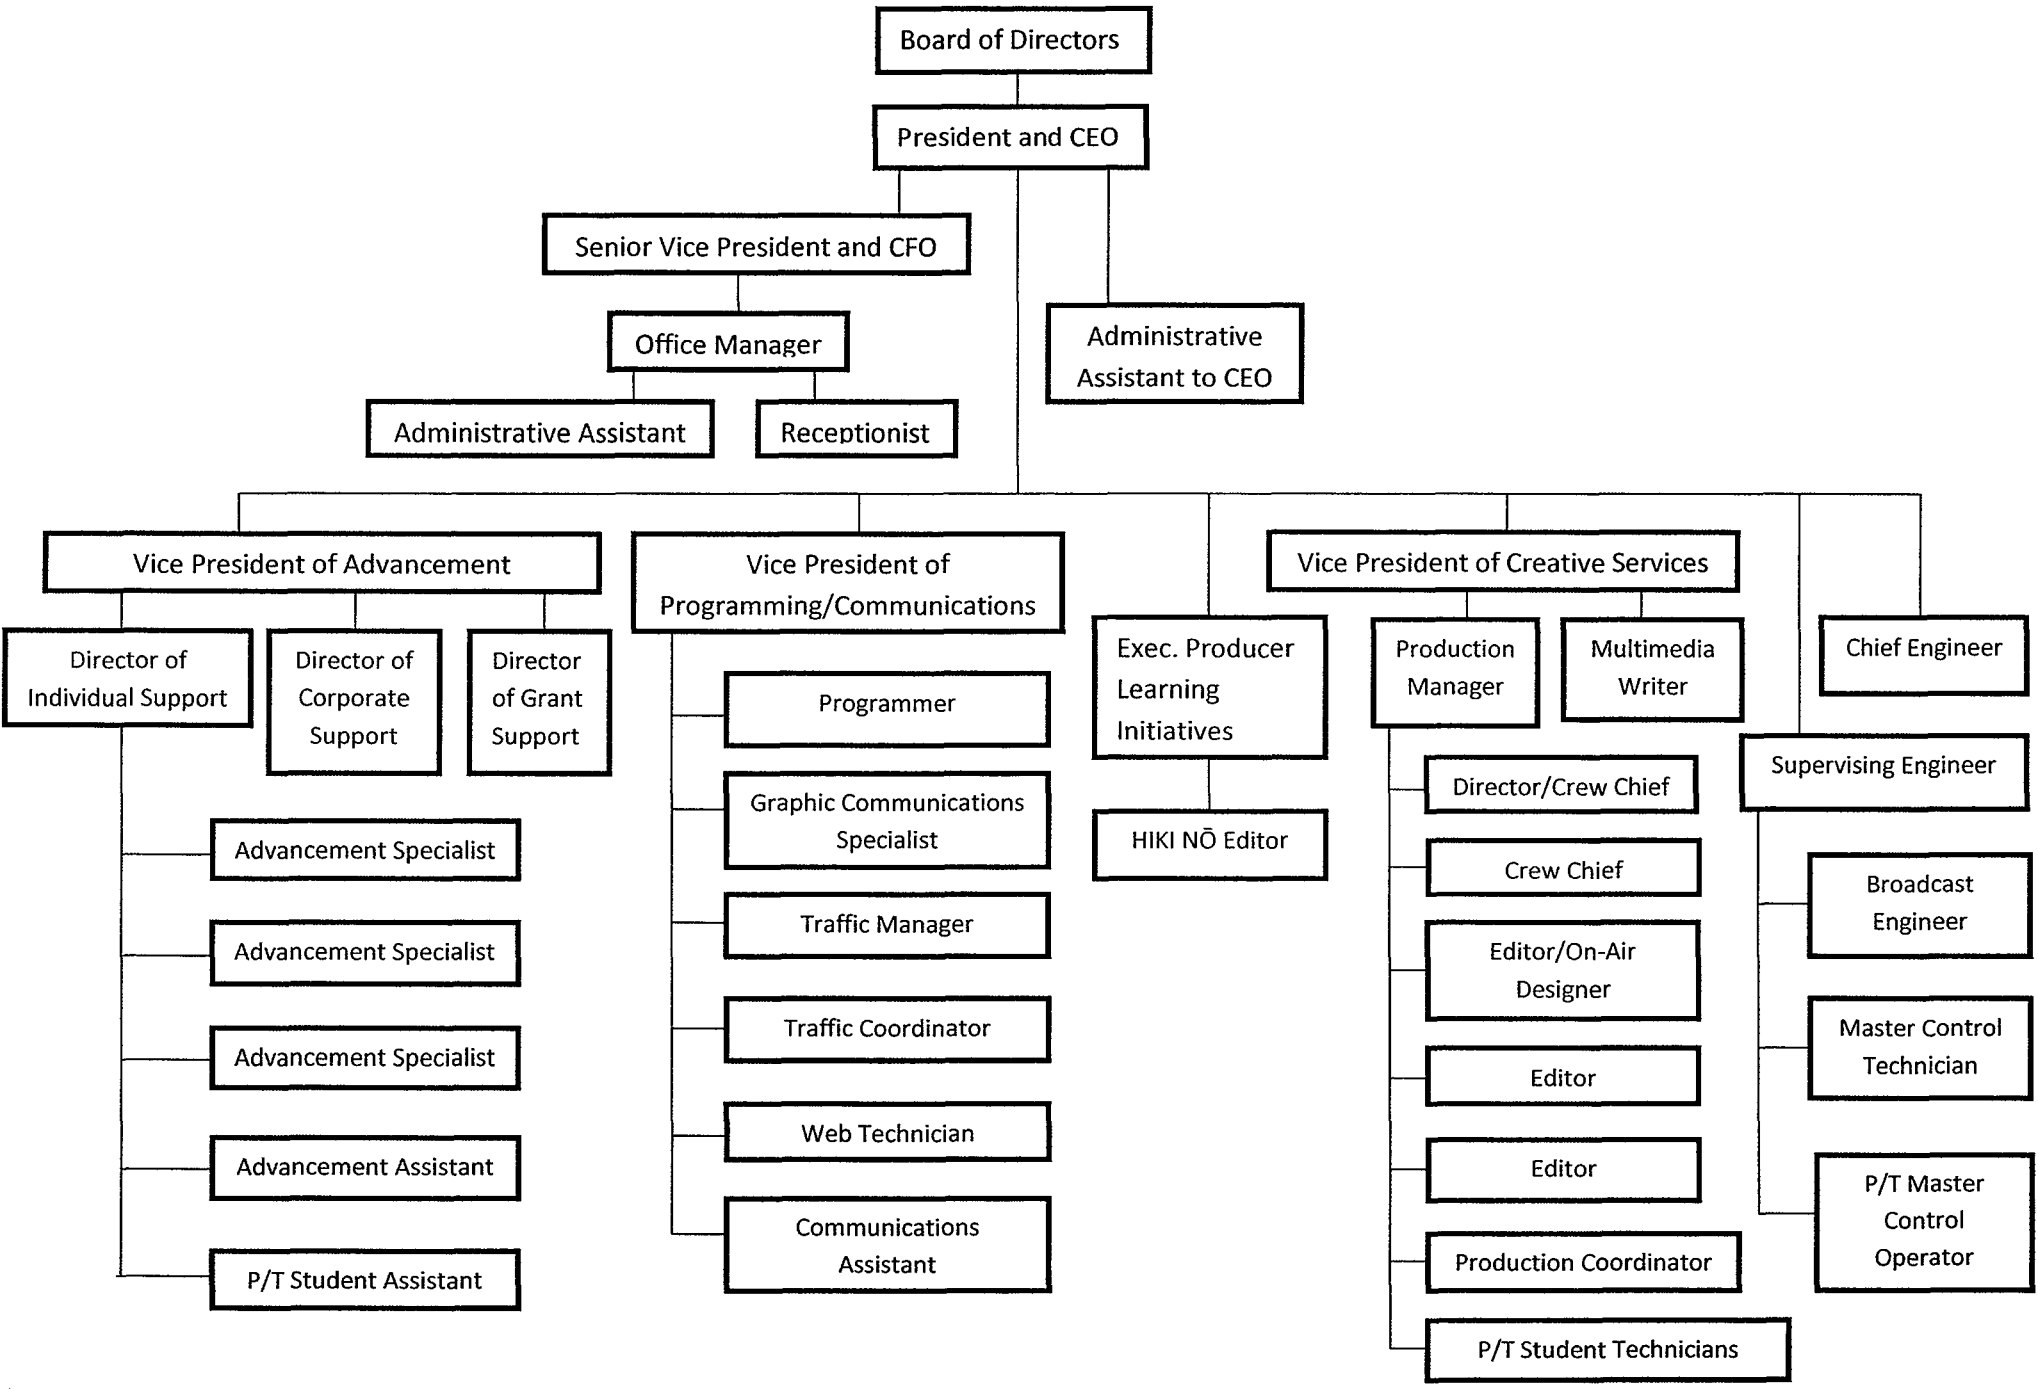 Board of Directors
President and CEO
Senior Vice President and CFO
Office Manager
Administrative
Assistant to CEO
Administrative Assistant
Receptionist
Vice President of Advancement
Vice President of
Programming/Communications
Vice President of Creative Services
Director of
Individual Support
Director of
Corporate
Support
Director
of Grant
Support
Exec. Producer
Learning
Initiatives
Production
Manager
Multimedia
Writer
Chief Engineer
Supervising Engineer
Advancement Specialist
Advancement Specialist
Advancement Specialist
Advancement Assistant
P/T Student Assistant
Programmer
Graphic Communications
Specialist
Traffic Manager
Traffic Coordinator
Web Technician
Communications
Assistant
HIKI NŌ Editor
Director/Crew Chief
Crew Chief
Editor/On-Air
Designer
Editor
Editor
Production Coordinator
P/T Student Technicians
Broadcast
Engineer
Master Control
Technician
P/T Master
Control
Operator